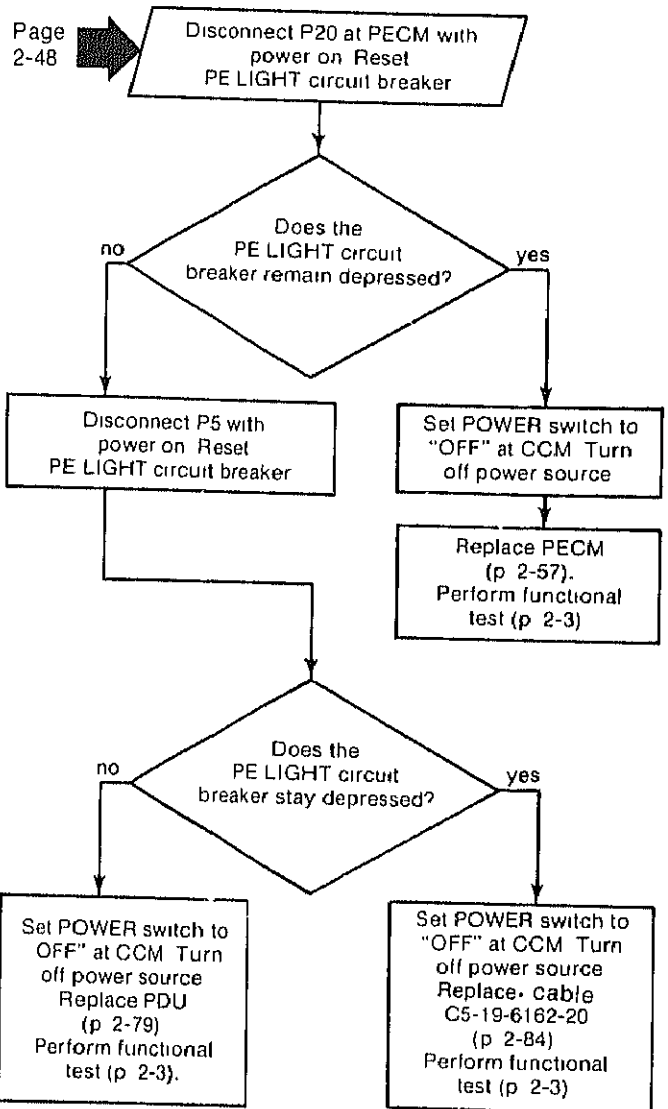 Page
2-48
Disconnect P20 at PECM with
power on Reset
PE LIGHT circuit breaker
Does the
PE LIGHT circuit
breaker remain depressed?
no
yes
Disconnect P5 with
power on Reset
PE LIGHT circuit breaker
Set POWER switch to
"OFF" at CCM Turn
off power source
Replace PECM
(p 2-57).
Perform functional
test (p 2-3)
Does the
PE LIGHT circuit
breaker stay depressed?
no
yes
Set POWER switch to
OFF" at CCM Turn
off power source
Replace PDU
(p 2-79)
Perform functional
test (p 2-3).
Set POWER switch to
"OFF" at CCM Turn
off power source
Replace. cable
C5-19-6162-20
(p 2-84)
Perform functional
test (p 2-3)